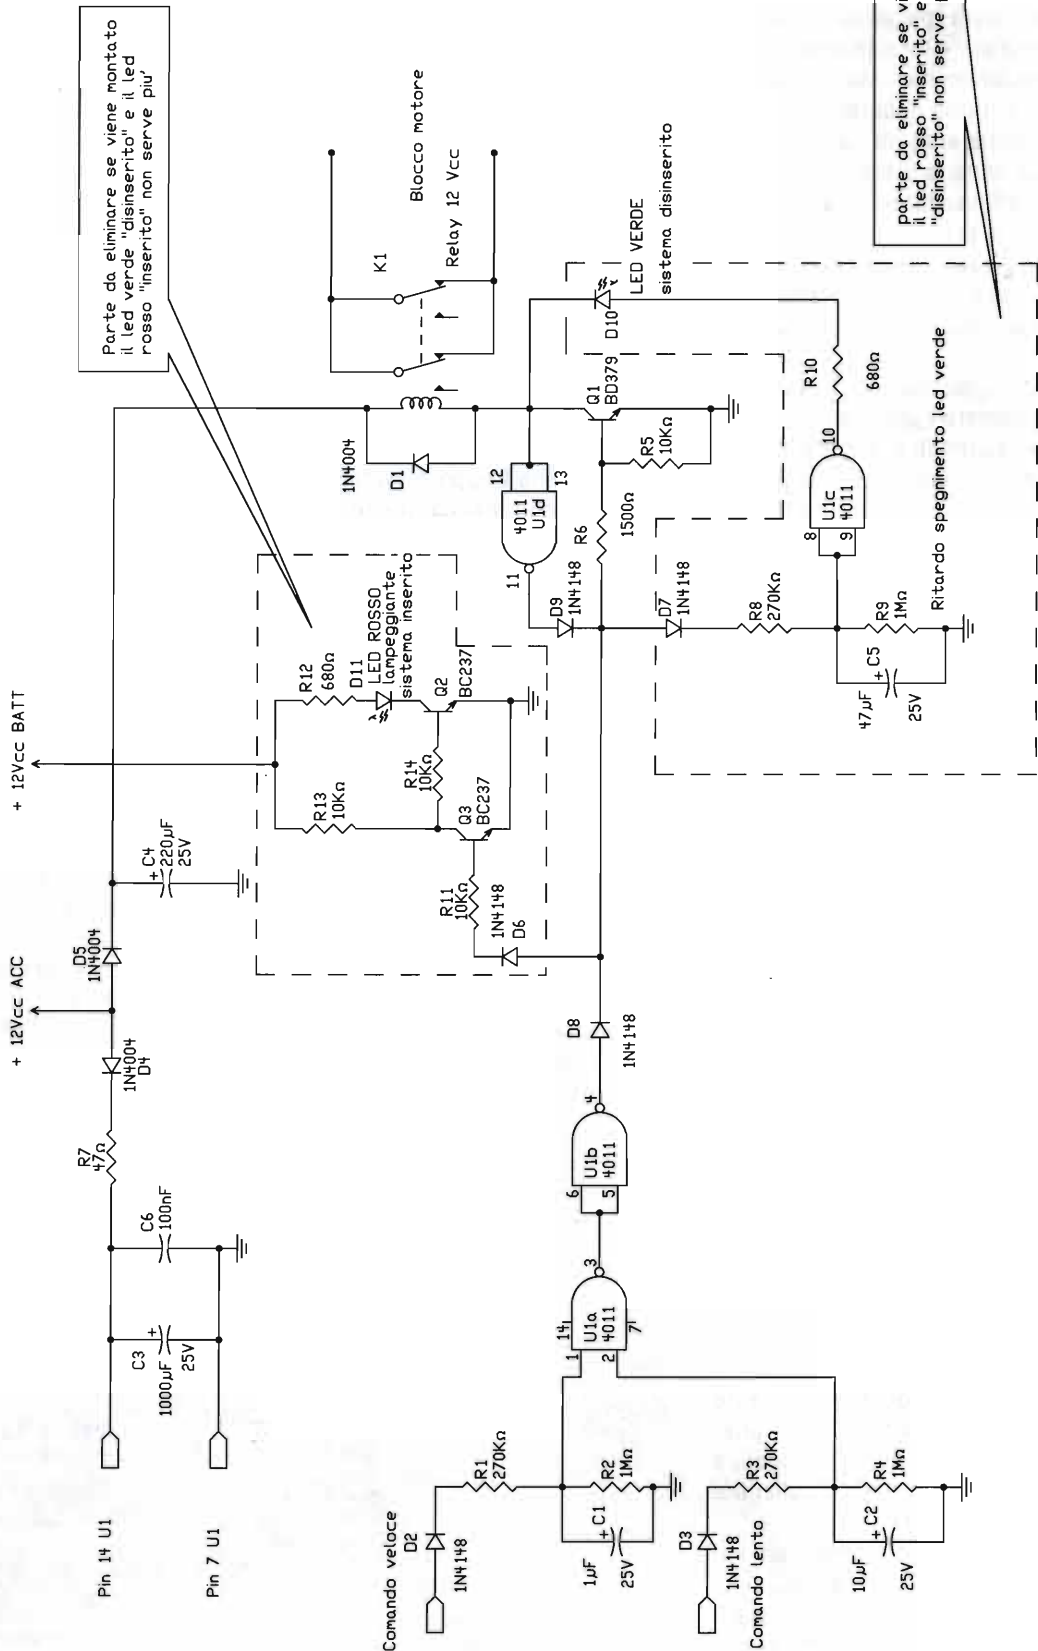 Parte da eliminare se viene montato
il led verde "disinserito" e il led
rosso "inserito" non serve piu'
+ 12Vcc BATT
+ 12Vcc ACC
Pin 14 U1
Pin 7 U1
C3
1000µF
25V
+
C6
100nF
R7
47Ω
1N4004
D4
D5
1N4004
C4
220µF
25V
+
1N4004
D1
K1
Relay 12 Vcc
Blocco motore
R13
10KΩ
R12
680Ω
D11
LED ROSSO
lampeggiante
sistema inserito
R14
10KΩ
Q2
BC237
Q3
BC237
R11
10KΩ
1N4148
D6
12
13
4011
U1d
11
D9
1N4148
R6
1500Ω
Q1
BD379
R5
10KΩ
D10
LED VERDE
sistema disinserito
D7
1N4148
R8
270KΩ
R9
1MΩ
C5
+
47µF
25V
8
9
U1c
4011
10
R10
680Ω
Ritardo spegnimento led verde
il led rosso "inserito" e
"disinserito" non serve
parte da eliminare se
Comando veloce
D2
1N4148
R1
270KΩ
R2
1MΩ
C1
+
1µF
25V
Comando lento
D3
1N4148
R3
270KΩ
R4
1MΩ
C2
+
10µF
25V
1
2
14
7
U1a
4011
3
6
5
U1b
4011
4
D8
1N4148